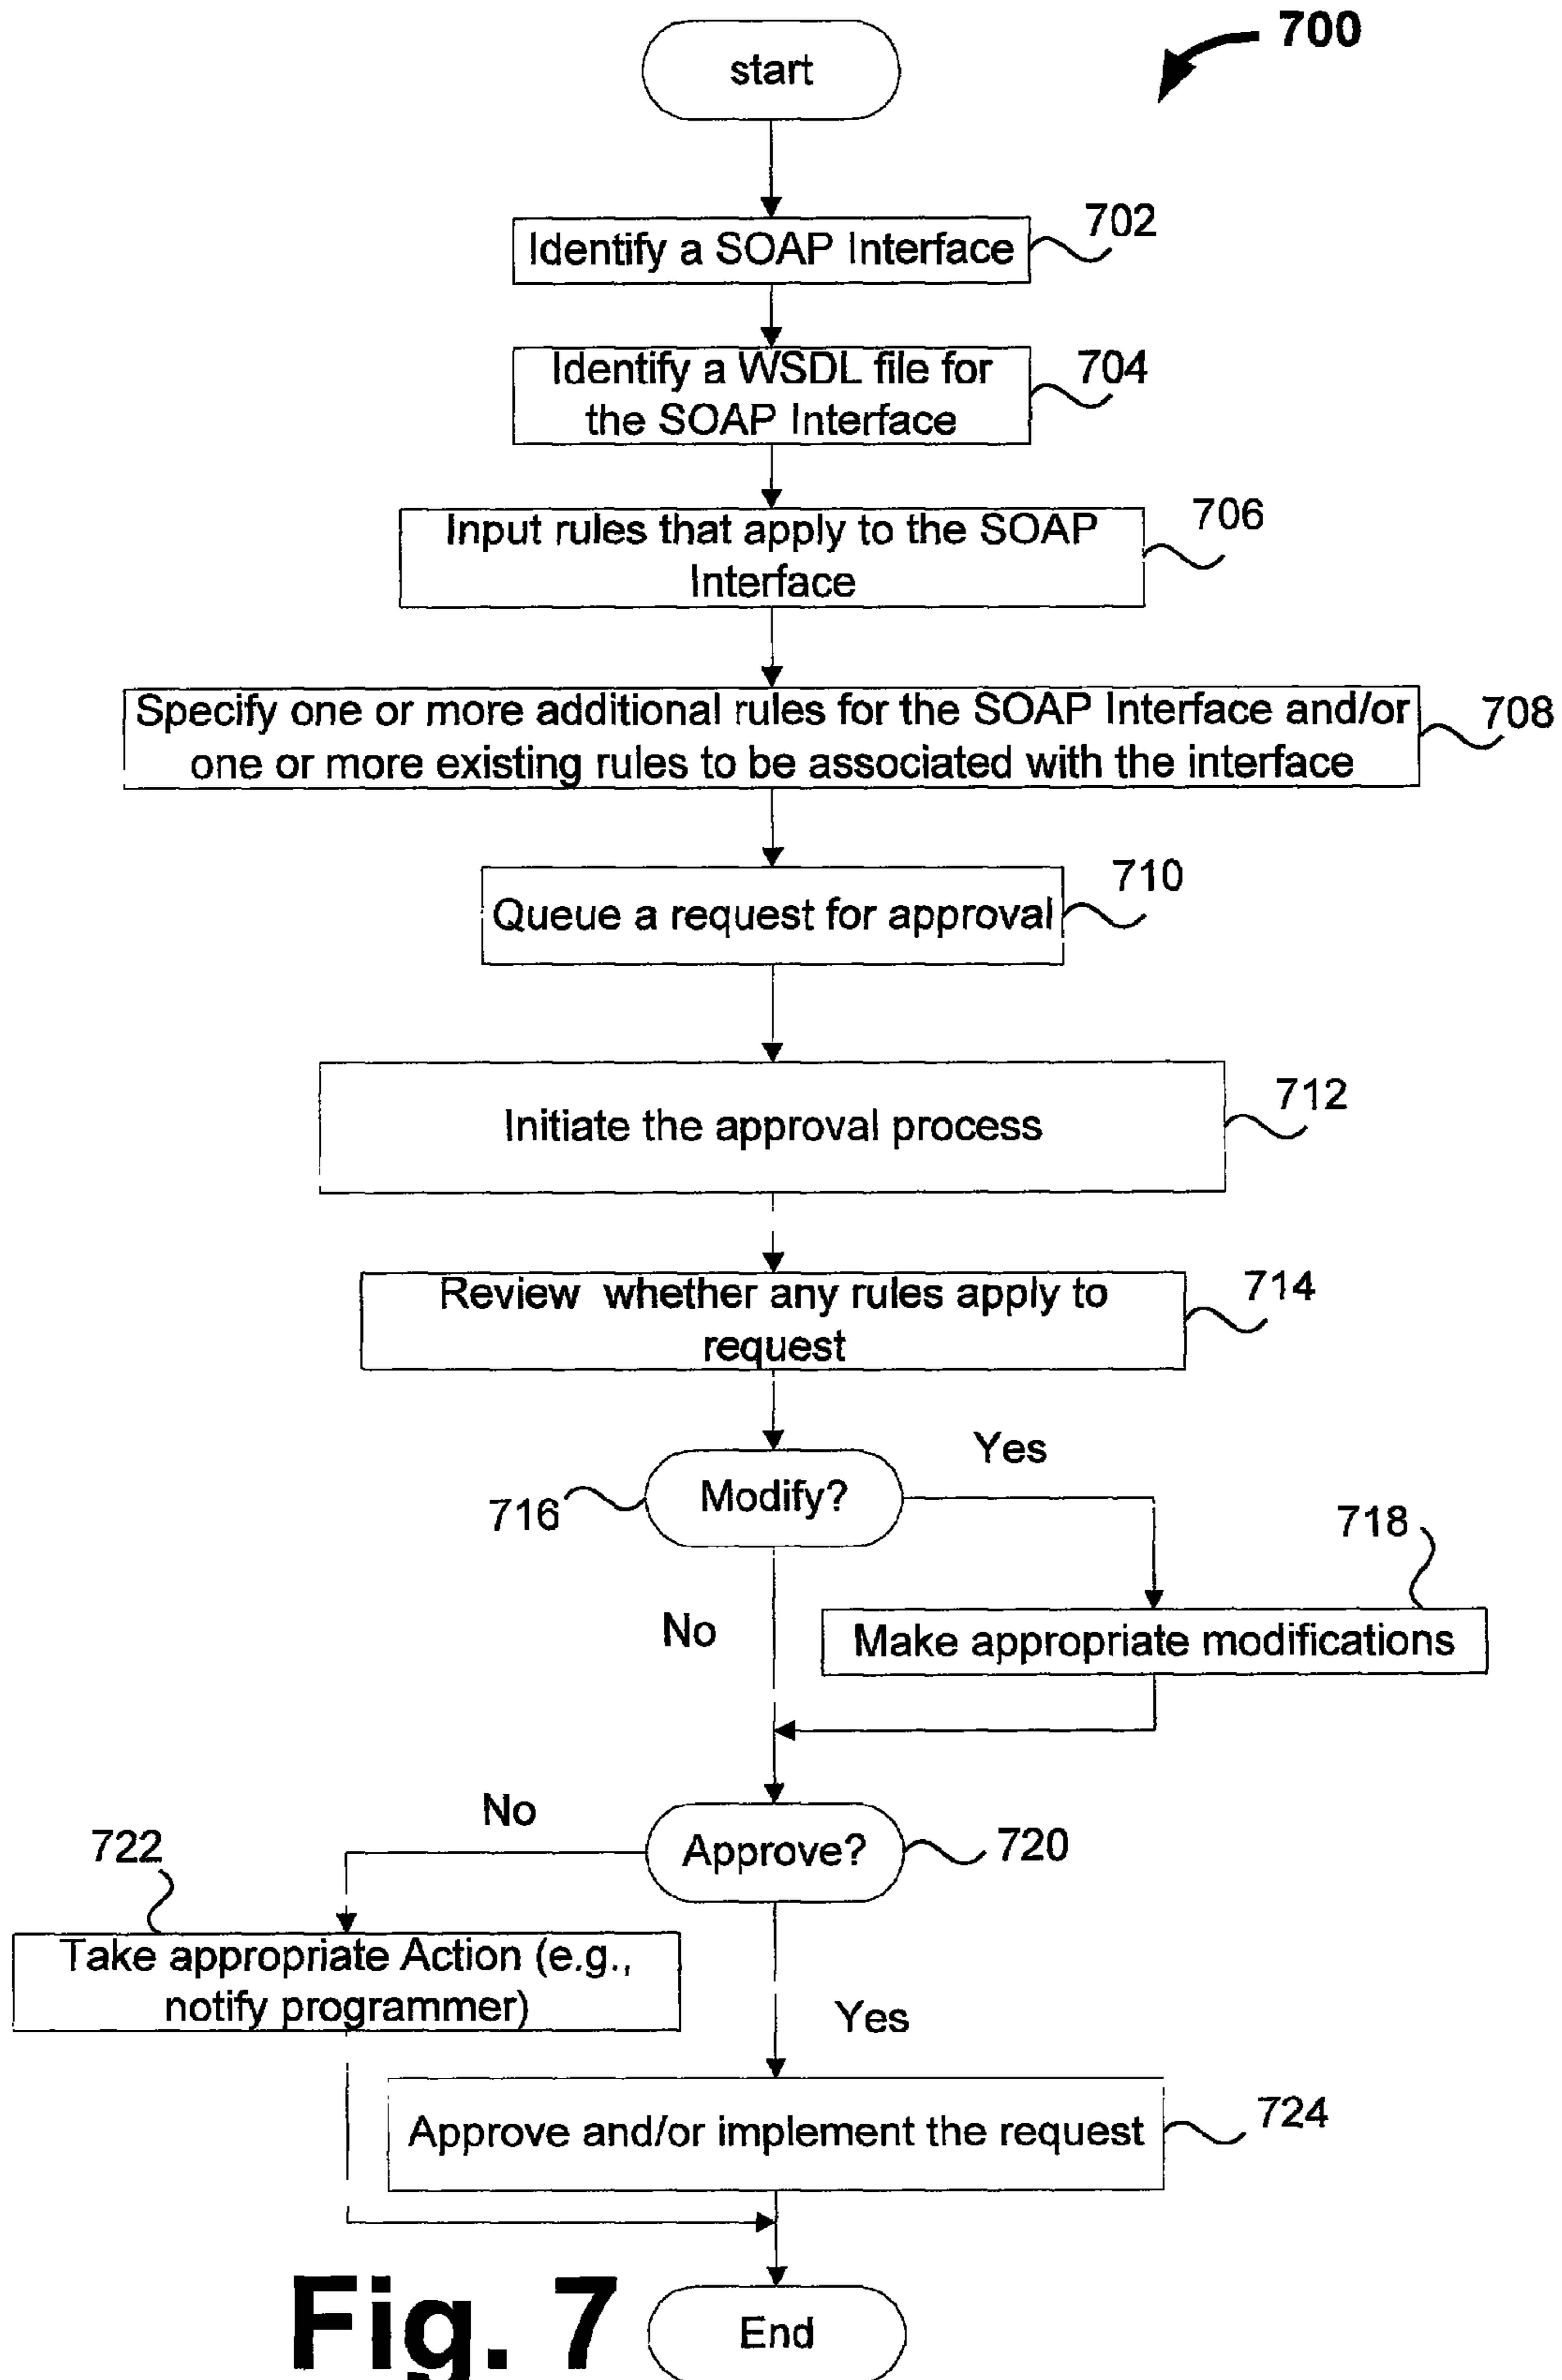 700
start
702
Identify a SOAP Interface
704
Identify a WSDL file for
the SOAP Interface
706
Input rules that apply to the SOAP
Interface
708
Specify one or more additional rules for the SOAP Interface and/or
one or more existing rules to be associated with the interface
710
Queue a request for approval
712
Initiate the approval process
714
Review whether any rules apply to
request
Yes
716
Modify?
718
No
Make appropriate modifications
No
722
Approve?
720
Take appropriate Action (e.g.,
notify programmer)
Yes
724
Approve and/or implement the request
Fig. 7
End